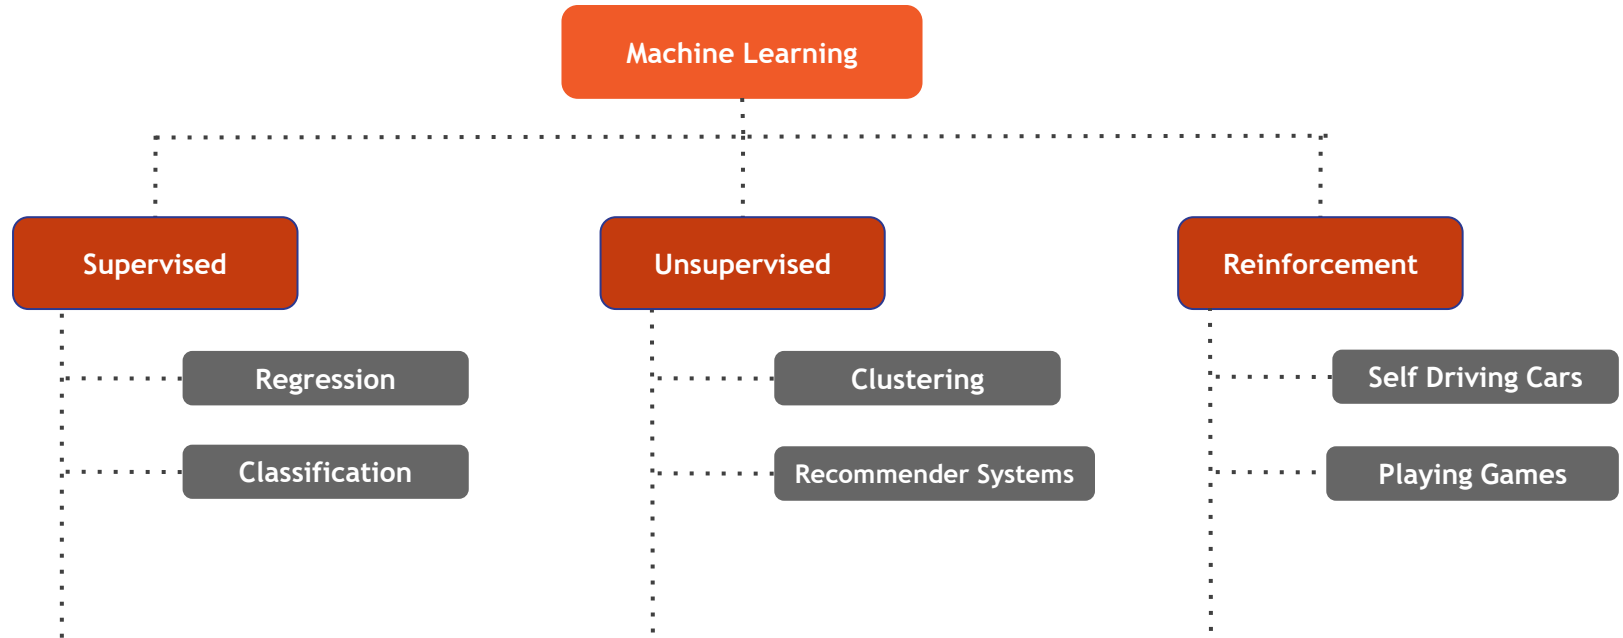 Machine Learning
Supervised
Unsupervised
Reinforcement
Regression
Classification
Clustering
Recommender Systems
Self Driving Cars
Playing Games